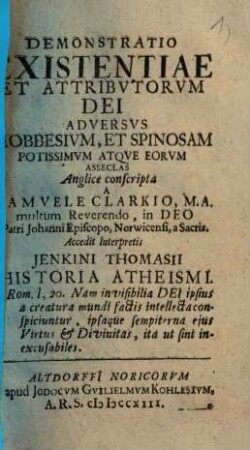 1)
DEMONSTRATIO
EXISTENTIAE
ET ATTRIBVTORVM
DEI
ADVERSVS
HOBBESIVM, ET SPINOSAM
POTISSIMVM ATQVE EORVM
ASSECLAS
Anglice conscripta
A
SAMVELE CLARKIO, M.A.
multum Reverendo, in DEO
Patri Johanni Episcopo, Norwicensi, a Sacris.
Accedit Interpretis
JENKINI THOMASII
HISTORIA ATHEISMI.
Rom. I, 20. Nam invisibilia DEI ipsius
a creatura mundi factis intellecta con-
spiciuntur, ipsaque sempiterna ejus
Virtus & Divinitas, ita ut sint in-
excusabiles.
ALTDORFFI NORICORVM
apud JODOCVM GVILIELMVM KOHLESIVM,
A. R. S. cIɔ Iɔcc XIII.